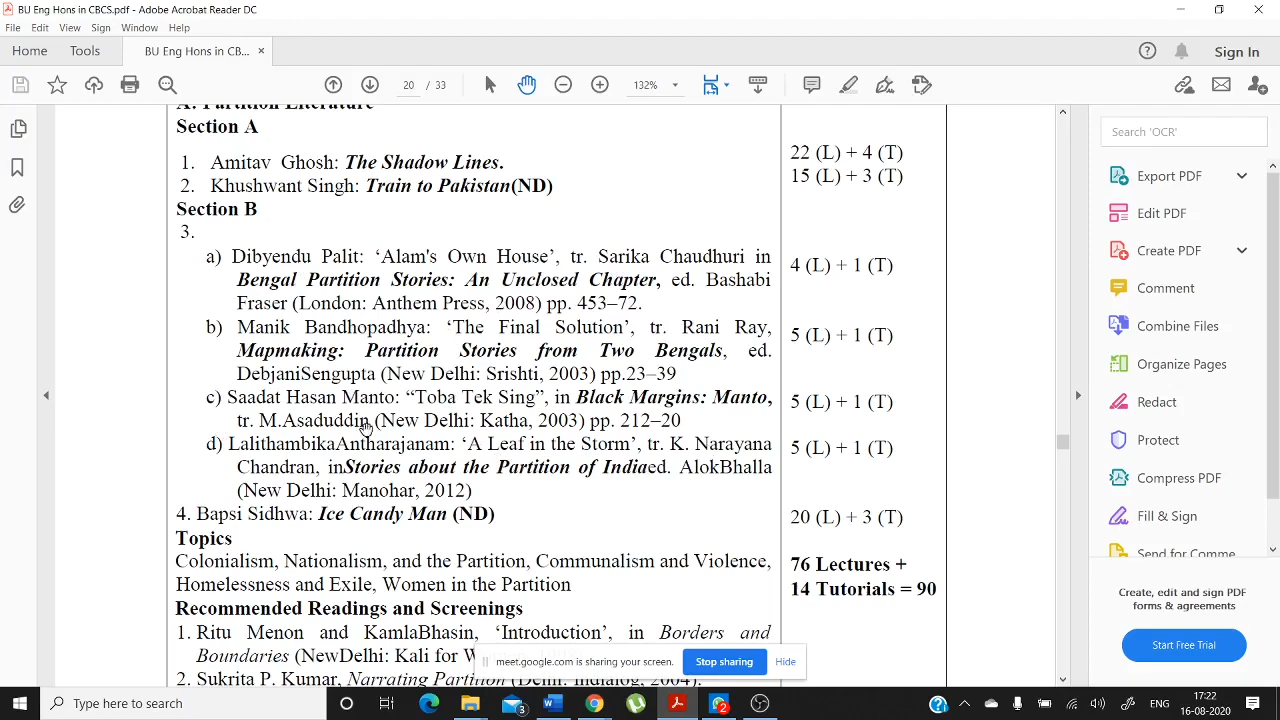 BU Eng Hons in CBCS.pdf - Adobe Acrobat Reader DC
File Edit View Sign Window Help
Home Tools BU Eng Hons in CB... × Sign In
20 / 33 132%
A. Partition Literature
Section A
1. Amitav Ghosh: The Shadow Lines. 22 (L) + 4 (T)
2. Khushwant Singh: Train to Pakistan(ND) 15 (L) + 3 (T)
Section B
3.
a) Dibyendu Palit: ‘Alam's Own House’, tr. Sarika Chaudhuri in 4 (L) + 1 (T)
Bengal Partition Stories: An Unclosed Chapter, ed. Bashabi
Fraser (London: Anthem Press, 2008) pp. 453–72.
b) Manik Bandhopadhya: ‘The Final Solution’, tr. Rani Ray, 5 (L) + 1 (T)
Mapmaking: Partition Stories from Two Bengals, ed.
DebjaniSengupta (New Delhi: Srishti, 2003) pp.23–39
c) Saadat Hasan Manto: “Toba Tek Sing”, in Black Margins: Manto, 5 (L) + 1 (T)
tr. M.Asaduddin (New Delhi: Katha, 2003) pp. 212–20
d) LalithambikaAntharajanam: ‘A Leaf in the Storm’, tr. K. Narayana 5 (L) + 1 (T)
Chandran, inStories about the Partition of Indiaed. AlokBhalla
(New Delhi: Manohar, 2012)
4. Bapsi Sidhwa: Ice Candy Man (ND) 20 (L) + 3 (T)
Topics
Colonialism, Nationalism, and the Partition, Communalism and Violence, 76 Lectures +
Homelessness and Exile, Women in the Partition 14 Tutorials = 90
Recommended Readings and Screenings
1. Ritu Menon and KamlaBhasin, ‘Introduction’, in Borders and
Boundaries (NewDelhi: Kali for
2. Sukrita P. Kumar, Narrating Partition (Delhi: Indialog, 2004).
meet.google.com is sharing your screen. Stop sharing Hide
Search 'OCR'
Export PDF
Edit PDF
Create PDF
Comment
Combine Files
Organize Pages
Redact
Protect
Compress PDF
Fill & Sign
Send for Comme
Create, edit and sign PDF
forms & agreements
Start Free Trial
Type here to search
3
2
ENG
17:22
16-08-2020